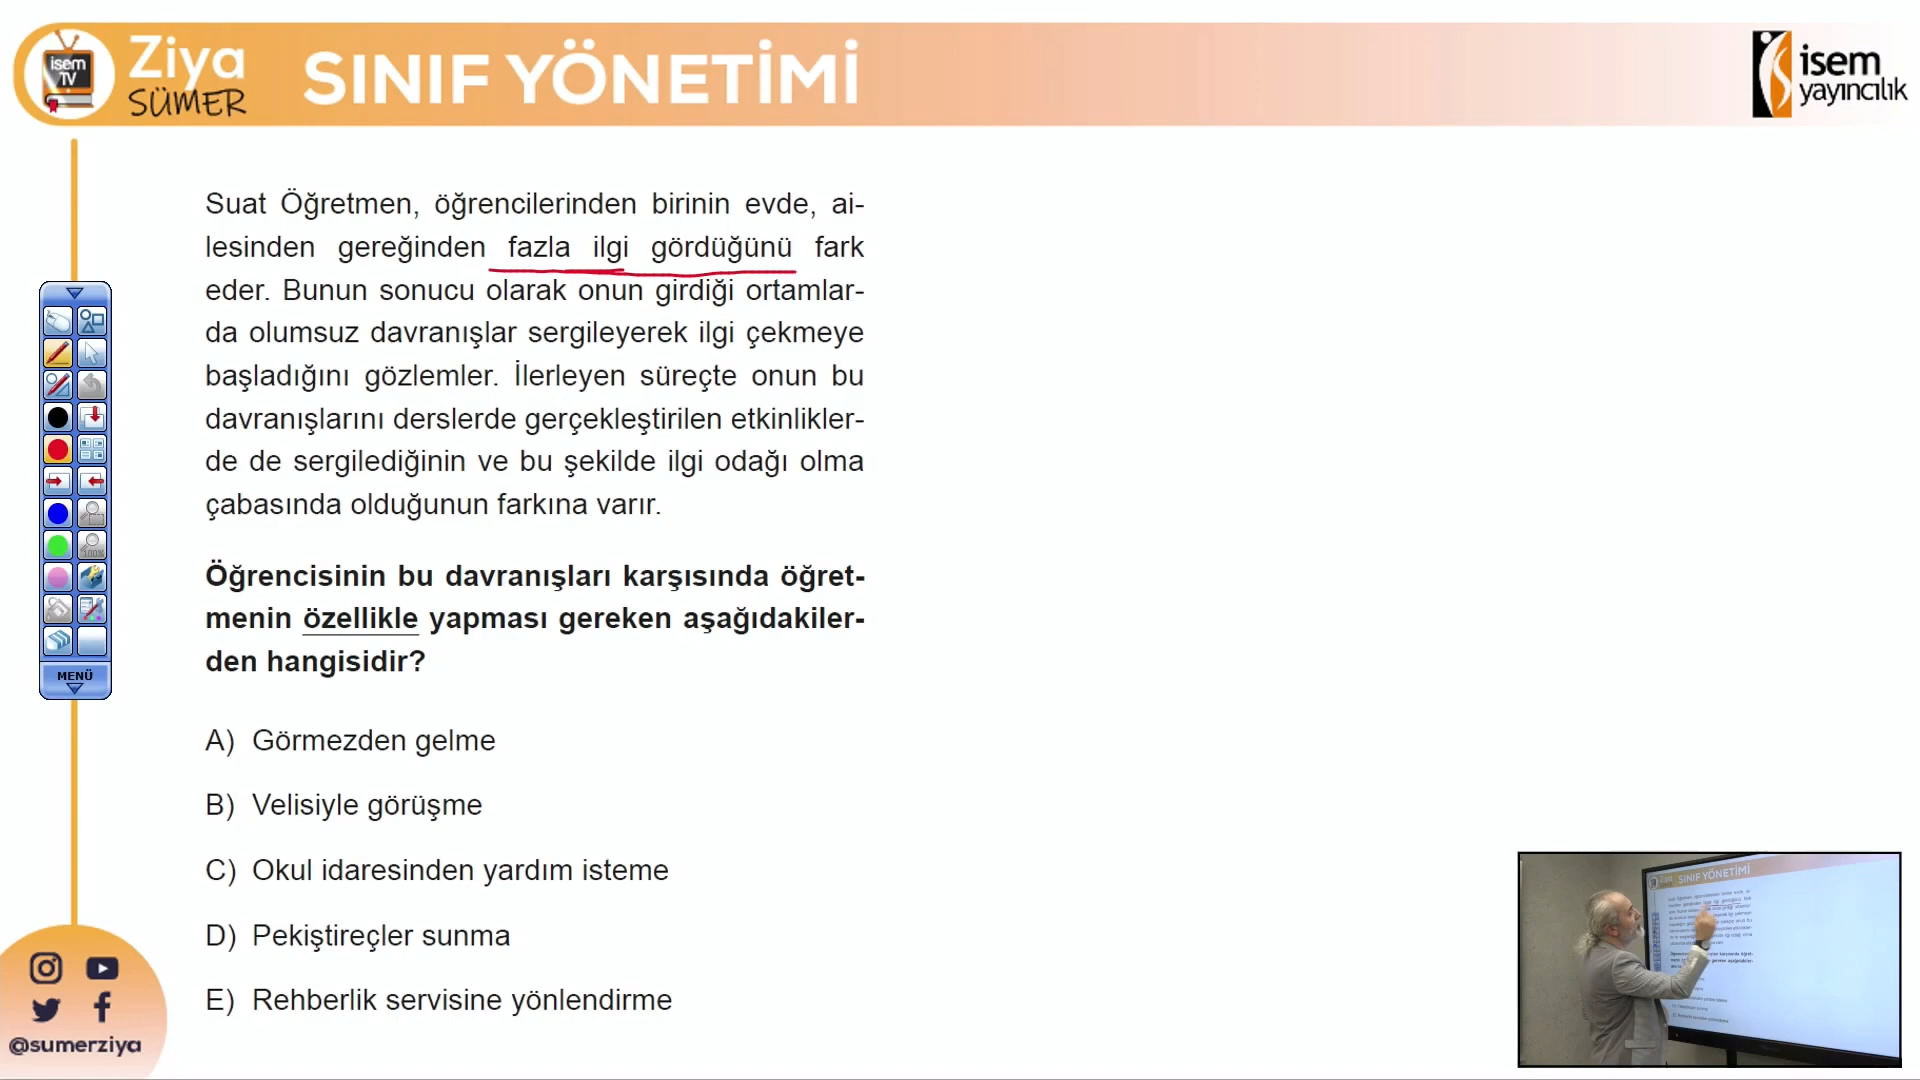 isem
TV
Ziya
SÜMER
SINIF YÖNETİMİ
isem
yayıncılık
Suat Öğretmen, öğrencilerinden birinin evde, ai-
lesinden gereğinden fazla ilgi gördüğünü fark
eder. Bunun sonucu olarak onun girdiği ortamlar-
da olumsuz davranışlar sergileyerek ilgi çekmeye
başladığını gözlemler. İlerleyen süreçte onun bu
davranışlarını derslerde gerçekleştirilen etkinlikler-
de de sergilediğinin ve bu şekilde ilgi odağı olma
çabasında olduğunun farkına varır.
Öğrencisinin bu davranışları karşısında öğret-
menin özellikle yapması gereken aşağıdakiler-
den hangisidir?
A) Görmezden gelme
B) Velisiyle görüşme
C) Okul idaresinden yardım isteme
D) Pekiştireçler sunma
E) Rehberlik servisine yönlendirme
100%
MENÜ
@sumerziya
SINIF YÖNETİMİ